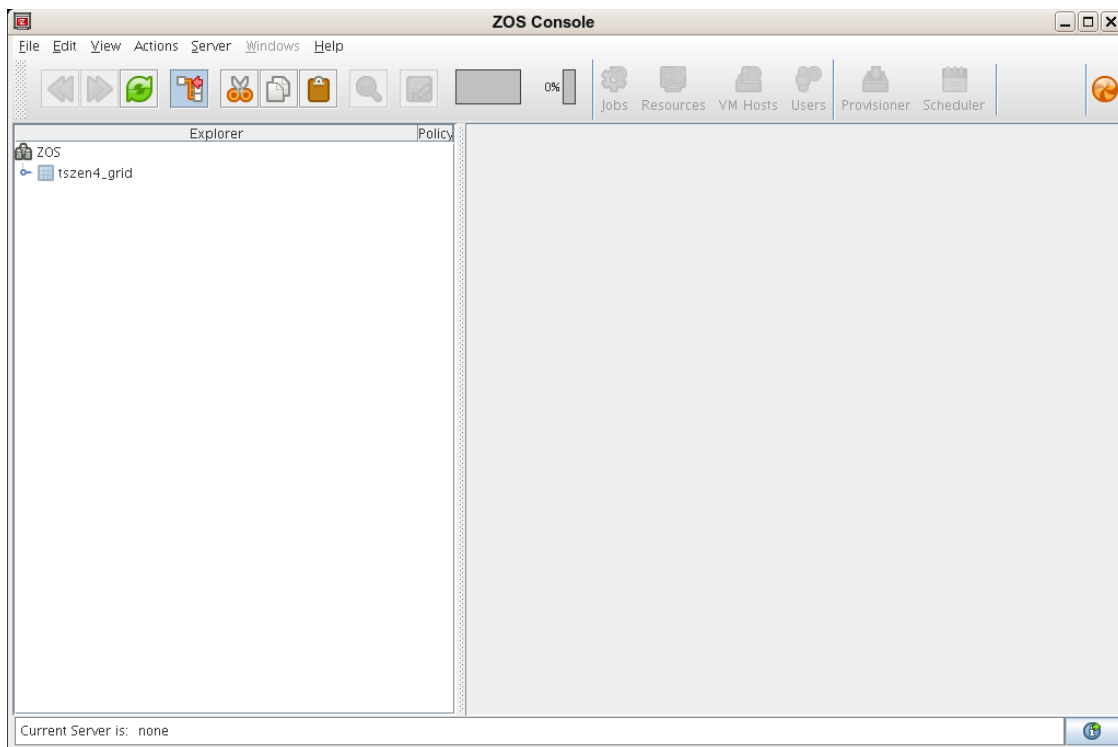 ZOS Console
File Edit View Actions Server Windows Help
0%
Jobs Resources VM Hosts Users Provisioner Scheduler
Explorer Policy
ZOS
tszen4_grid
Current Server is: none